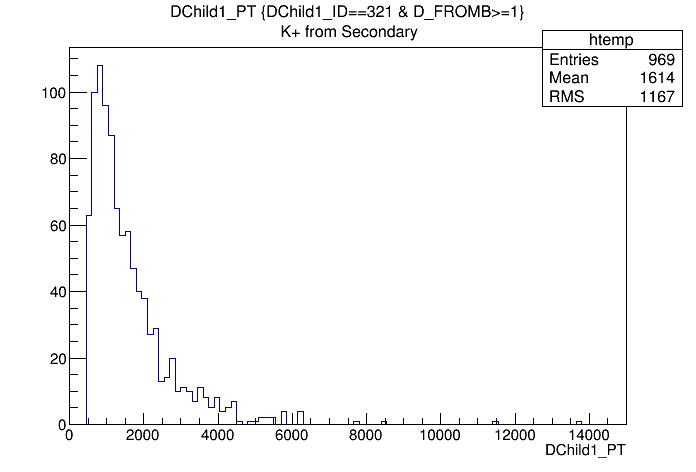 DChild1_PT {DChild1_ID==321 & D_FROMB>=1}
K+ from Secondary
htemp
Entries 969
Mean 1614
RMS 1167
100
80
60
40
20
0
0 2000 4000 6000 8000 10000 12000 14000
DChild1_PT